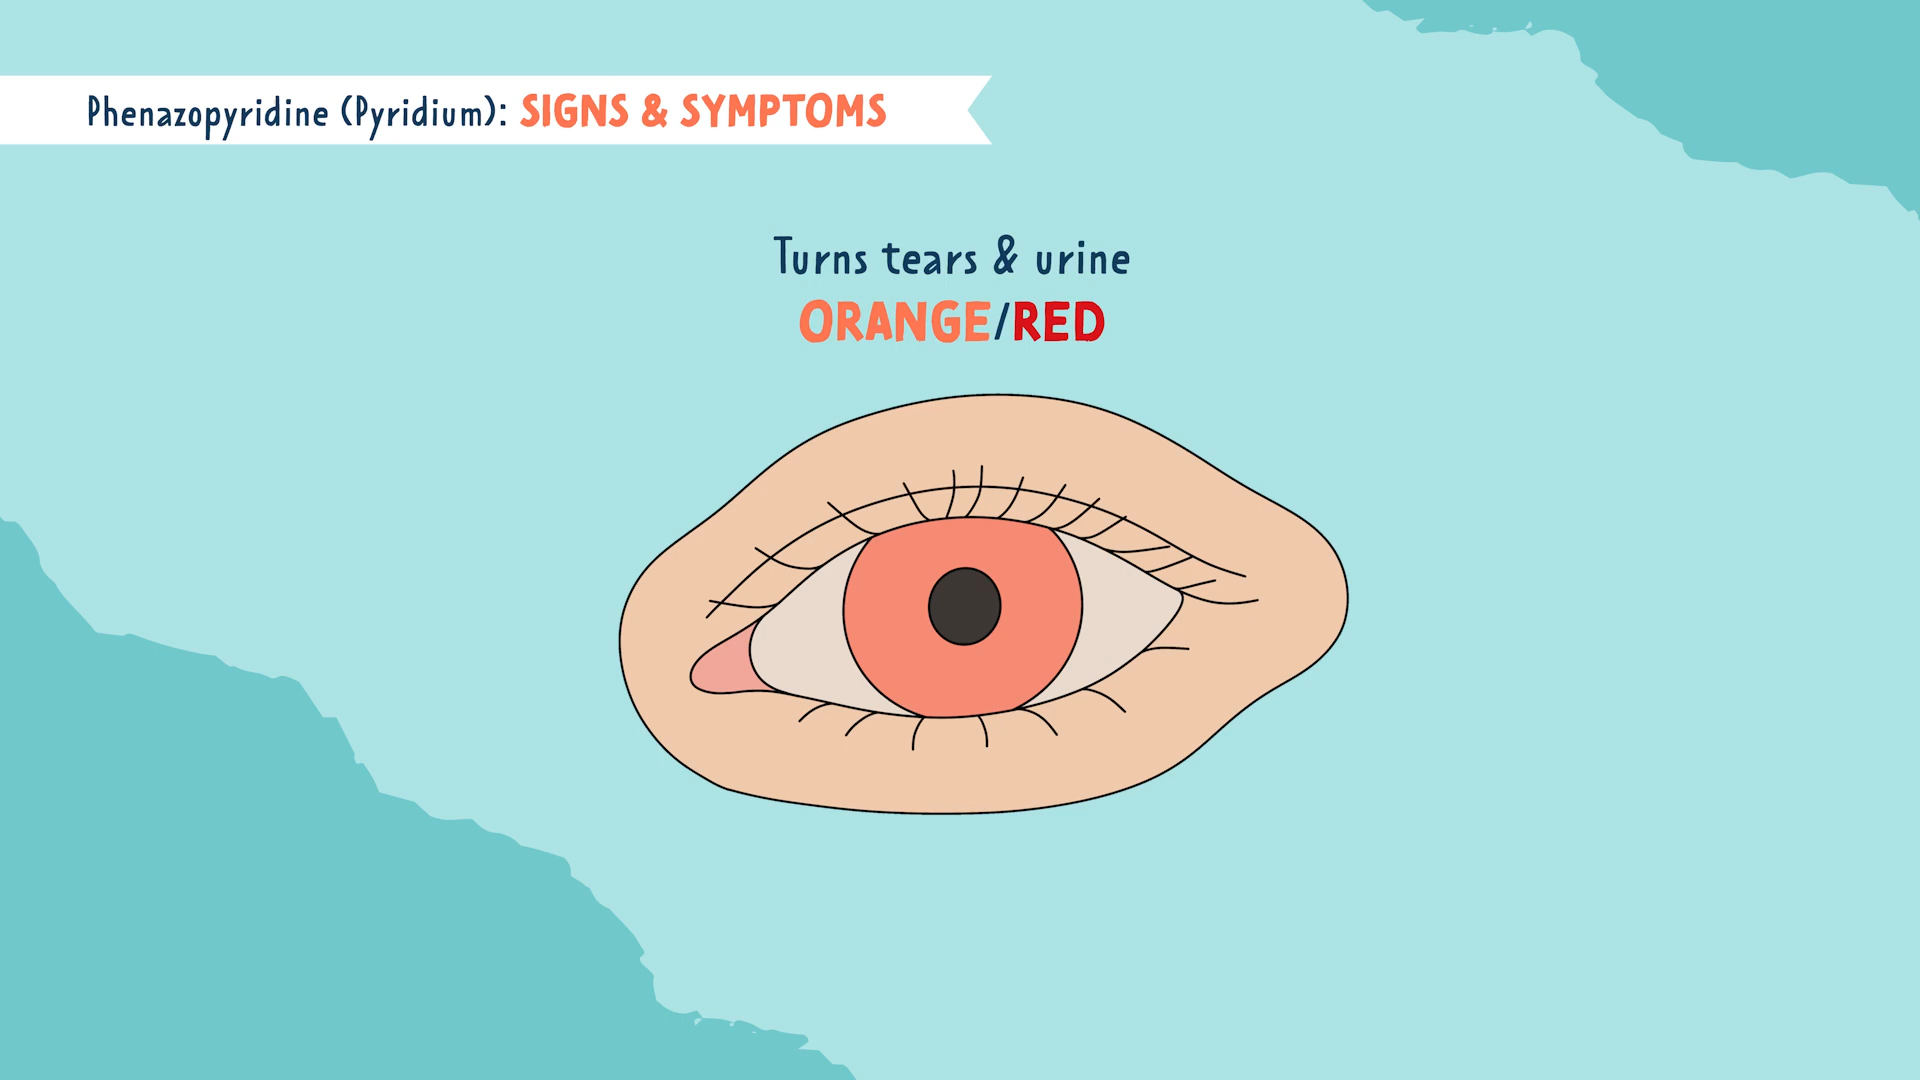 Phenazopyridine (Pyridium): SIGNS & SYMPTOMS
Turns tears & urine
ORANGE/RED